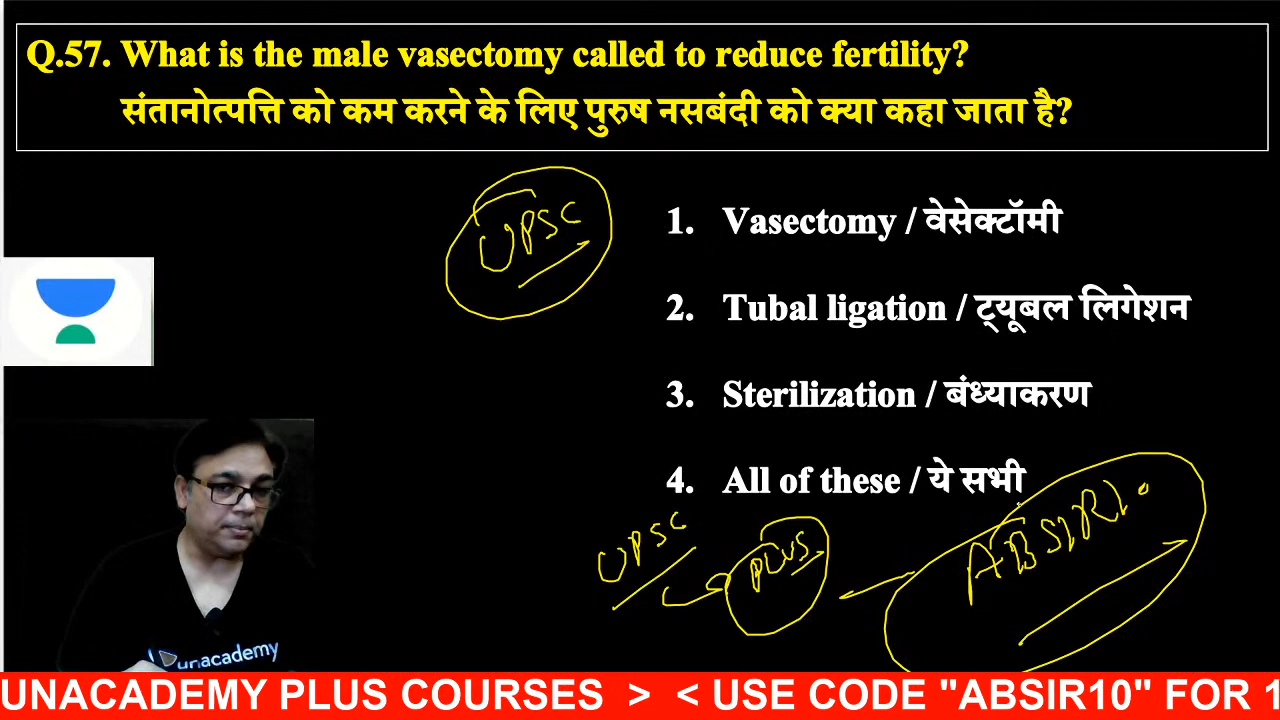 Q.57. What is the male vasectomy called to reduce fertility?
संतानोत्पत्ति को कम करने के लिए पुरुष नसबंदी को क्या कहा जाता है?
UPSC
1. Vasectomy / वेसेक्टॉमी
2. Tubal ligation / ट्यूबल लिगेशन
3. Sterilization / बंध्याकरण
4. All of these / ये सभी
UPSC
PLUS
ABSIR10
unacademy
UNACADEMY PLUS COURSES > < USE CODE "ABSIR10" FOR 1